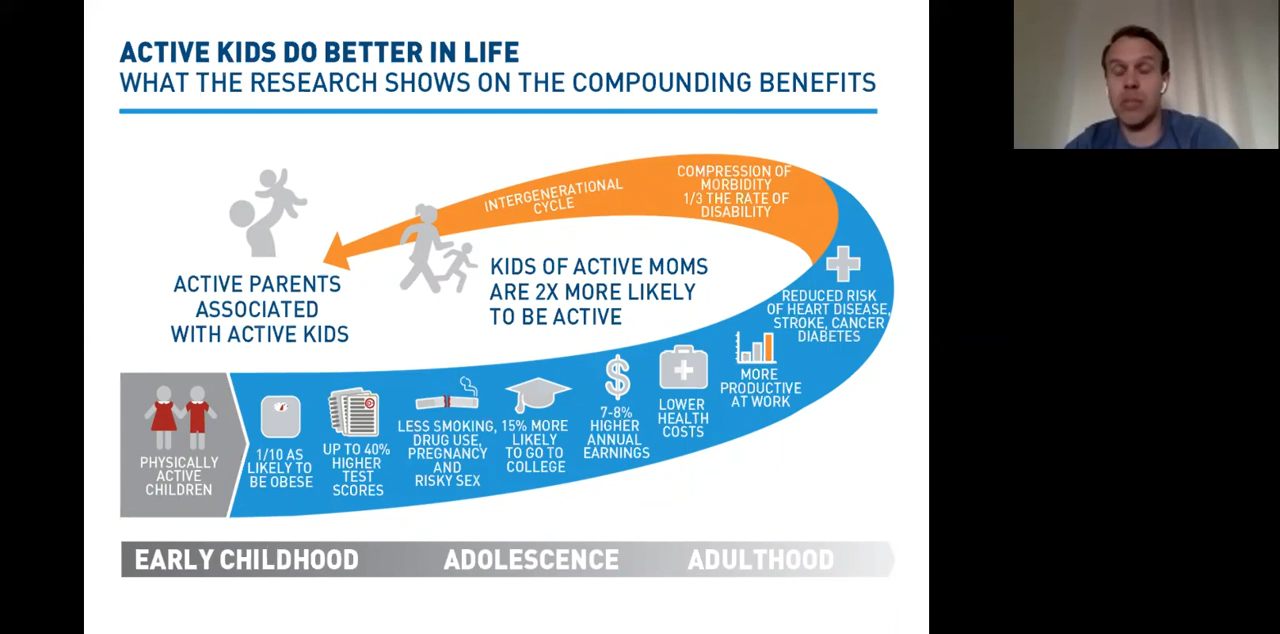 ACTIVE KIDS DO BETTER IN LIFE
WHAT THE RESEARCH SHOWS ON THE COMPOUNDING BENEFITS
INTERGENERATIONAL
CYCLE
COMPRESSION OF
MORBIDITY
1/3 THE RATE OF
DISABILITY
ACTIVE PARENTS
ASSOCIATED
WITH ACTIVE KIDS
KIDS OF ACTIVE MOMS
ARE 2X MORE LIKELY
TO BE ACTIVE
PHYSICALLY
ACTIVE
CHILDREN
1/10 AS
LIKELY TO
BE OBESE
UP TO 40%
HIGHER
TEST
SCORES
LESS SMOKING,
DRUG USE,
PREGNANCY
AND
RISKY SEX
15% MORE
LIKELY
TO GO TO
COLLEGE
$
7-8%
HIGHER
ANNUAL
EARNINGS
LOWER
HEALTH
COSTS
MORE
PRODUCTIVE
AT WORK
REDUCED RISK
OF HEART DISEASE,
STROKE, CANCER
DIABETES
EARLY CHILDHOOD
ADOLESCENCE
ADULTHOOD